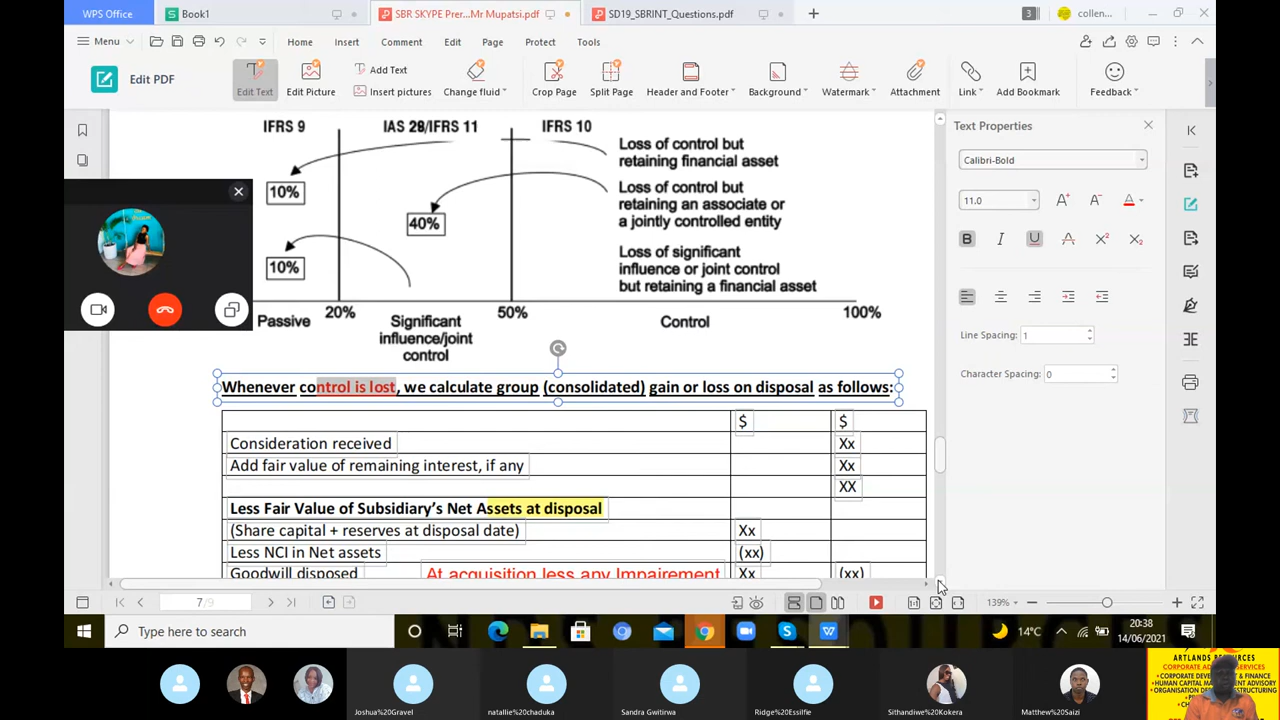 WPS Office
Book1
SBR SKYPE Prer...Mr Mupatsi.pdf
SD19_SBRINT_Questions.pdf
3
collen...
Menu
Home
Insert
Comment
Edit
Page
Protect
Tools
Edit PDF
Edit Text
Edit Picture
Add Text
Insert pictures
Change fluid
Crop Page
Split Page
Header and Footer
Background
Watermark
Attachment
Link
Add Bookmark
Feedback
IFRS 9
IAS 28/IFRS 11
IFRS 10
Loss of control but
retaining financial asset
10%
Loss of control but
retaining an associate or
a jointly controlled entity
40%
Loss of significant
influence or joint control
but retaining a financial asset
10%
20%
50%
100%
Passive
Significant
influence/joint
control
Control
Whenever control is lost, we calculate group (consolidated) gain or loss on disposal as follows:
$ $
Consideration received Xx
Add fair value of remaining interest, if any Xx
XX
Less Fair Value of Subsidiary's Net Assets at disposal
(Share capital + reserves at disposal date) Xx
Less NCI in Net assets (xx)
Goodwill disposed At acquisition less any Impairement Xx (xx)
Text Properties
Calibri-Bold
11.0
Line Spacing: 1
Character Spacing: 0
7/9
139%
Type here to search
14°C
20:38
14/06/2021
Joshua%20Gravel
natallie%20chaduka
Sandra Gwitirwa
Ridge%20Essilfie
Sithandiwe%20Kokera
Matthew%20Saizi
ARTLANDS RESOURCES